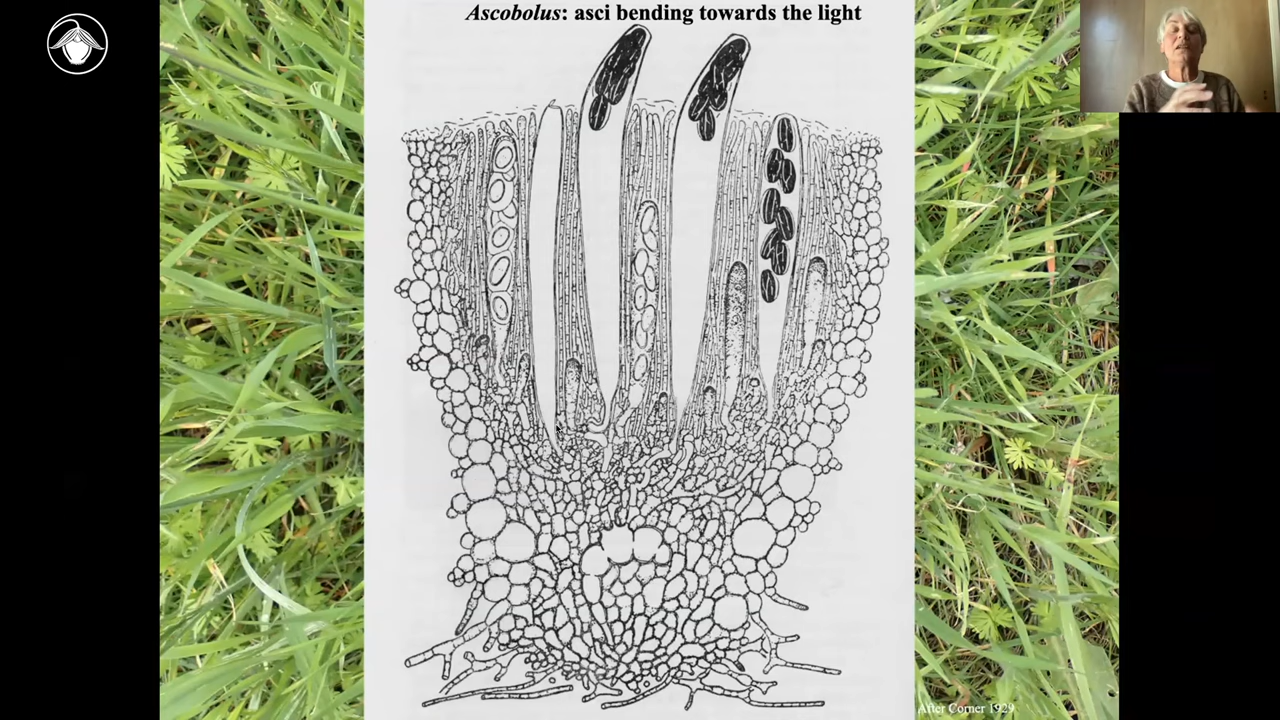 Ascobolus: asci bending towards the light
After Corner 1929